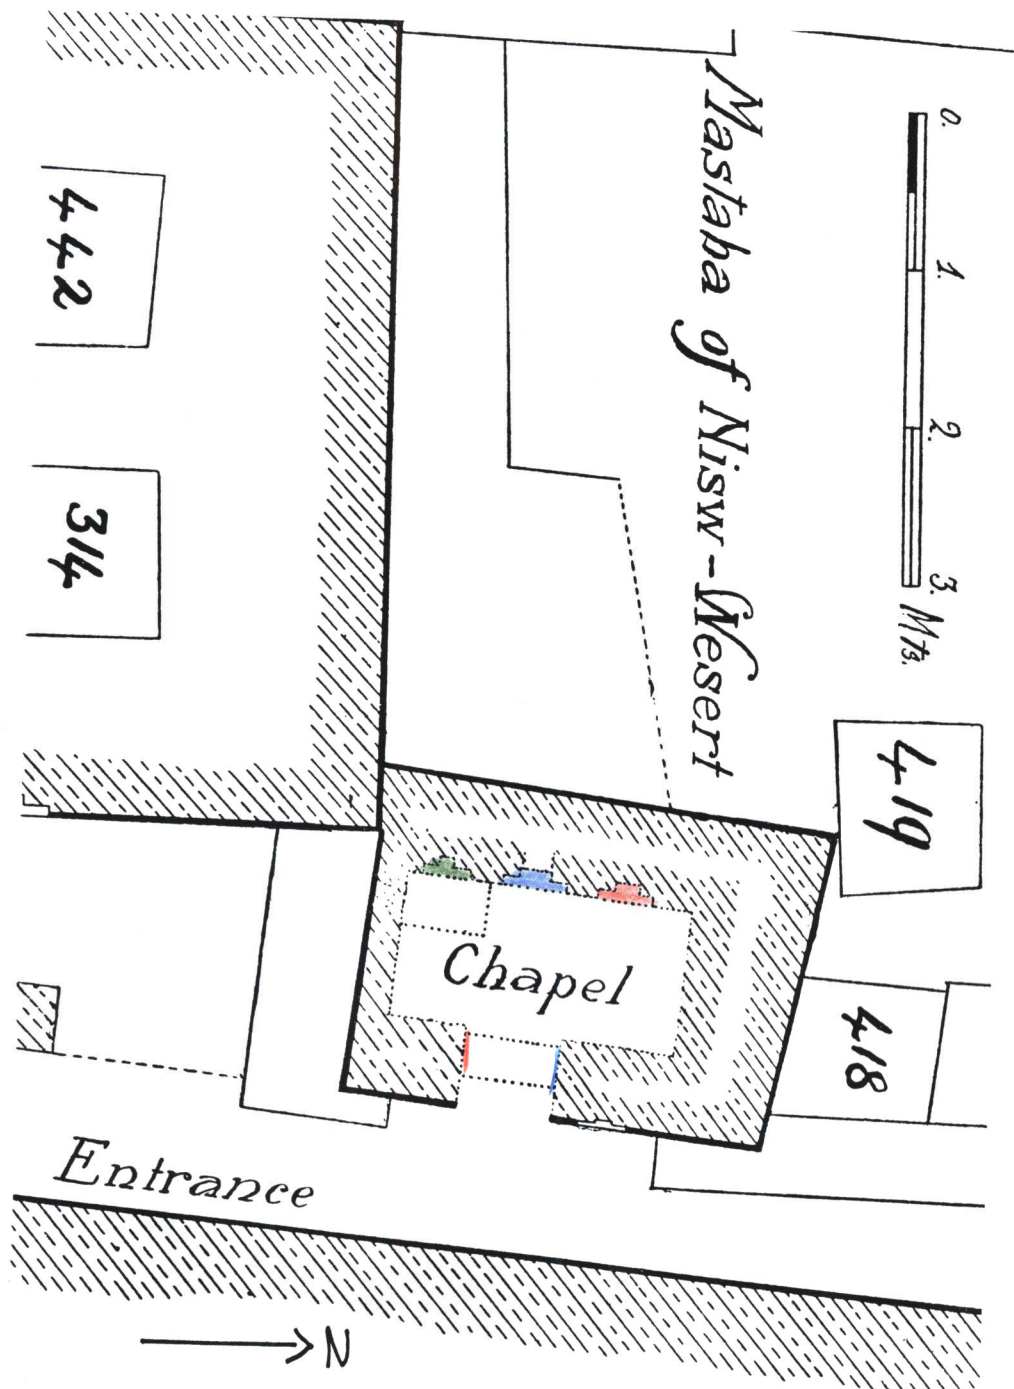 0.
1.
2.
3. Mts.
Mastaba of Nisw-Wesert
442
314
419
418
Chapel
Entrance
N